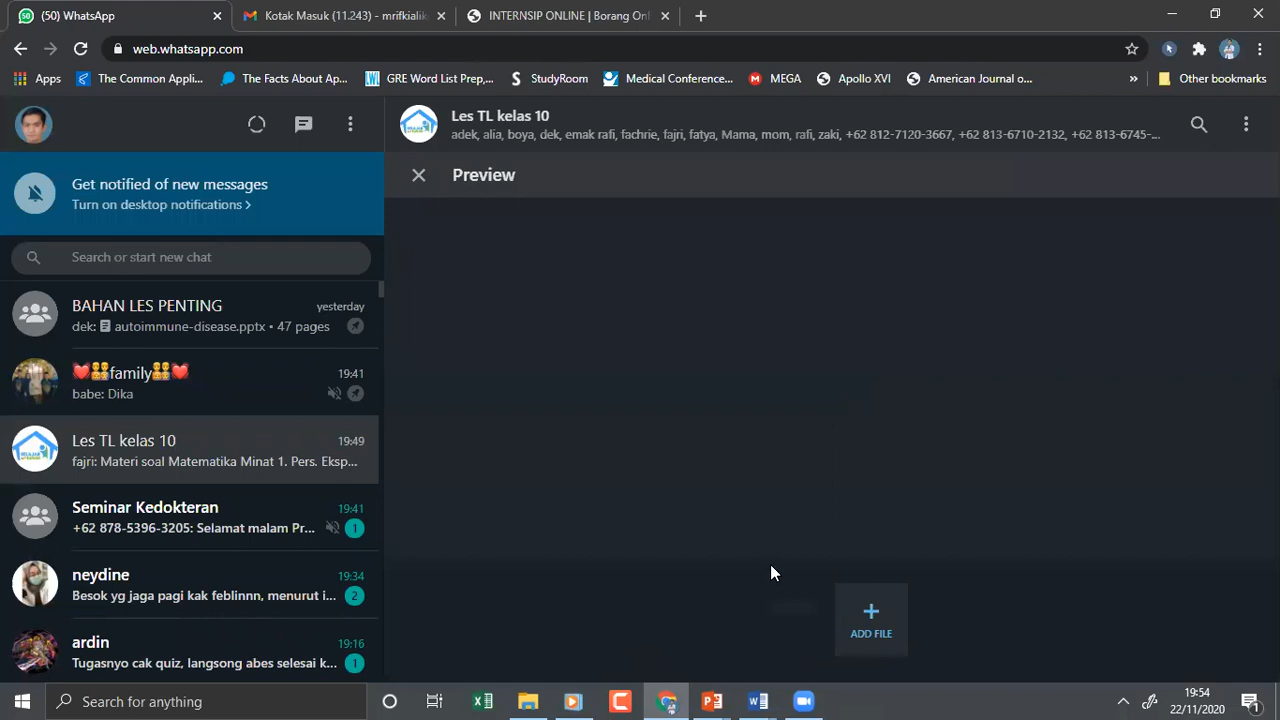 (50) WhatsApp
Kotak Masuk (11.243) - mrifkialik
INTERNSIP ONLINE | Borang Onl
web.whatsapp.com
Apps
The Common Appli...
The Facts About Ap...
GRE Word List Prep,...
StudyRoom
Medical Conference...
MEGA
Apollo XVI
American Journal o...
»
Other bookmarks
Les TL kelas 10
adek, alia, boya, dek, emak rafi, fachrie, fajri, fatya, Mama, mom, rafi, zaki, +62 812-7120-3667, +62 813-6710-2132, +62 813-6745-...
Get notified of new messages
Turn on desktop notifications >
Preview
Search or start new chat
BAHAN LES PENTING
yesterday
dek: autoimmune-disease.pptx • 47 pages
family
19:41
babe: Dika
Les TL kelas 10
19:49
fajri: Materi soal Matematika Minat 1. Pers. Eksp...
Seminar Kedokteran
19:41
+62 878-5396-3205: Selamat malam Pr...
1
neydine
19:34
Besok yg jaga pagi kak feblinnn, menurut i...
2
ardin
19:16
Tugasnyo cak quiz, langsong abes selesai k...
1
ADD FILE
Search for anything
19:54
22/11/2020
1